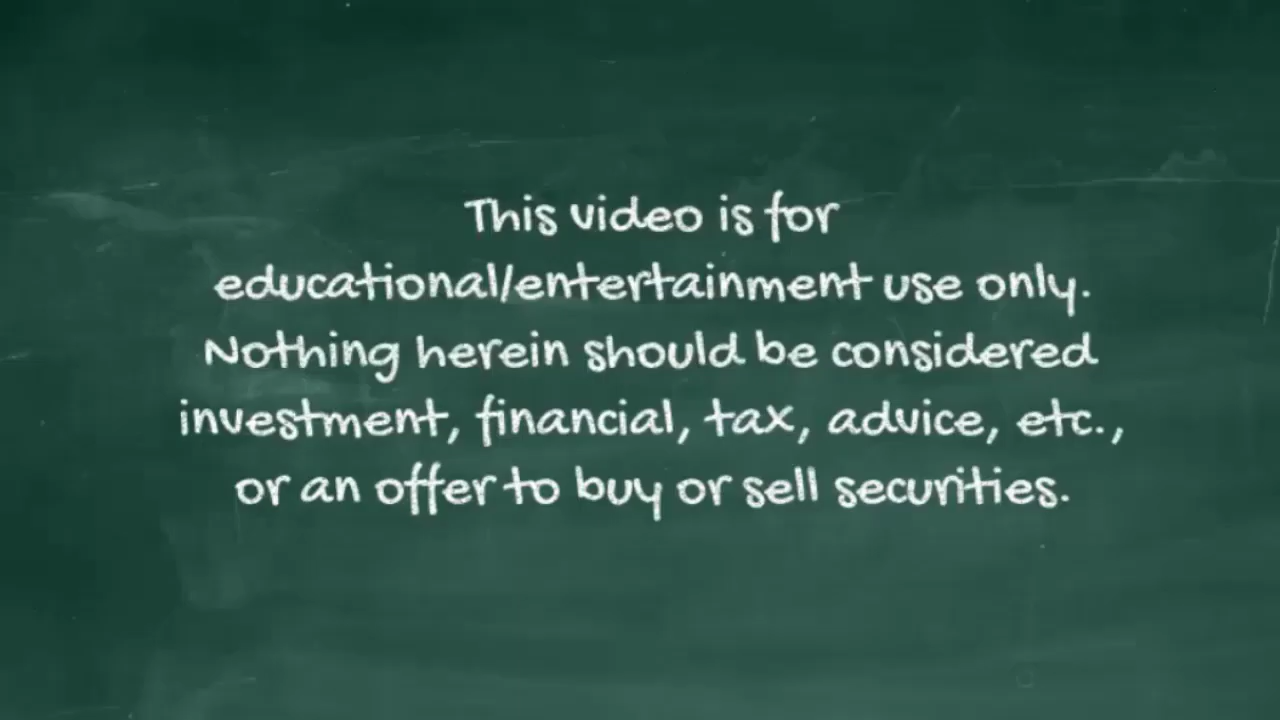 This video is for
educational/entertainment use only.
Nothing herein should be considered
investment, financial, tax, advice, etc.,
or an offer to buy or sell securities.